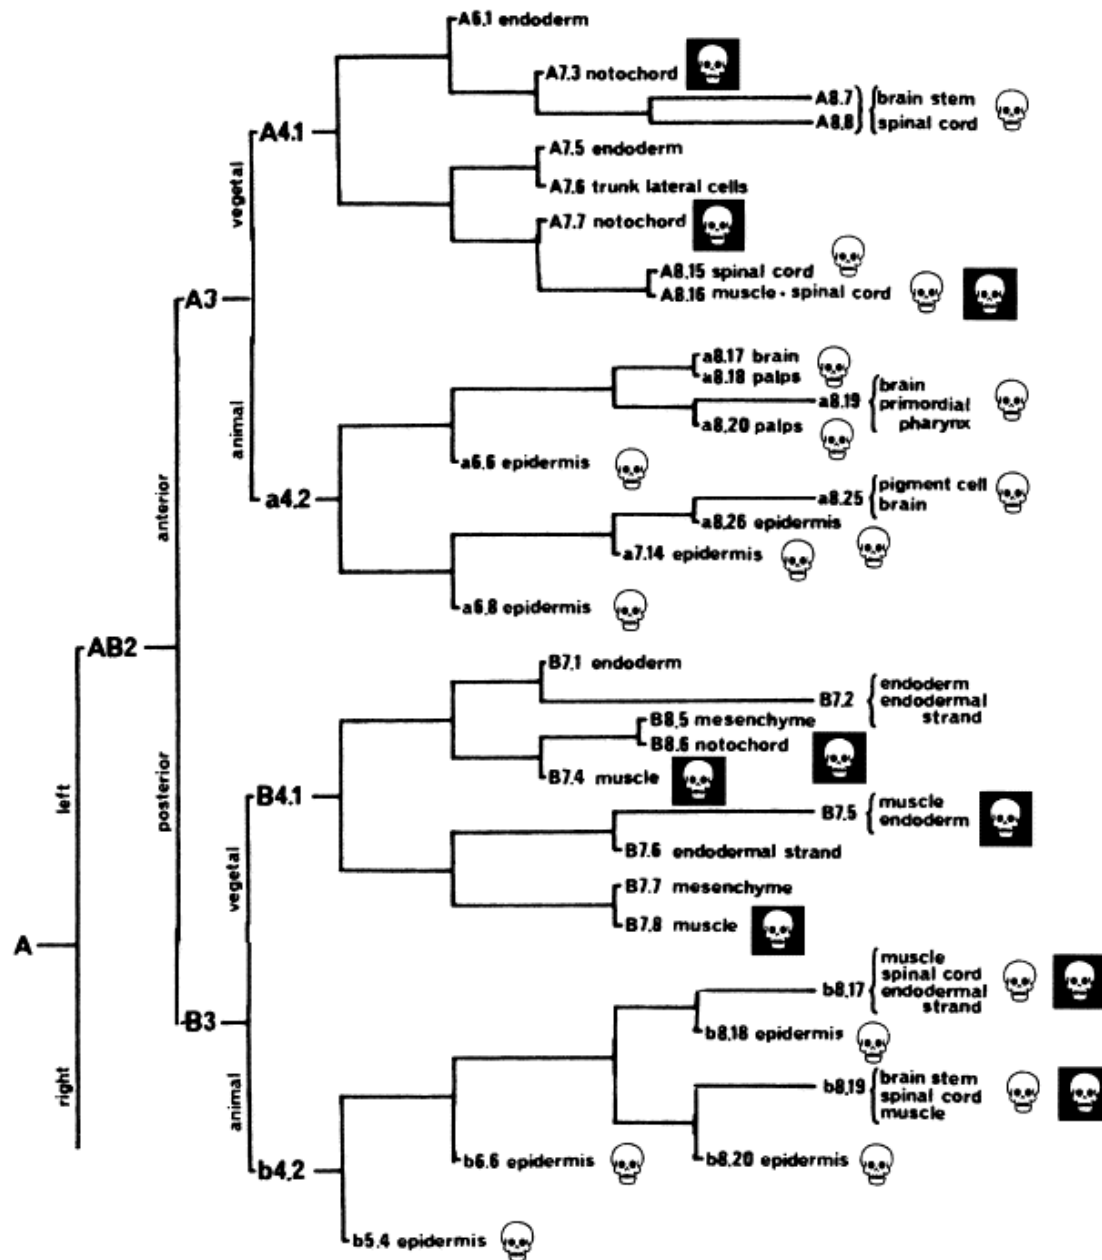 A6.1 endoderm
A7.3 notochord
A8.7
A8.8
brain stem
spinal cord
A4.1
A7.5 endoderm
A7.6 trunk lateral cells
vegetal
A7.7 notochord
A8.15 spinal cord
A8.16 muscle · spinal cord
A3
a8.17 brain
a8.18 palps
a8.19
brain
primordial
pharynx
a8.20 palps
animal
a6.6 epidermis
a4.2
a8.25
pigment cell
brain
a8.26 epidermis
anterior
a7.14 epidermis
a6.8 epidermis
AB2
B7.1 endoderm
B7.2
endoderm
endodermal
strand
B8.5 mesenchyme
B8.6 notochord
B7.4 muscle
left
posterior
B4.1
B7.5
muscle
endoderm
B7.6 endodermal strand
vegetal
B7.7 mesenchyme
B7.8 muscle
A
b8.17
muscle
spinal cord
endodermal
strand
B3
b8.18 epidermis
right
animal
b8.19
brain stem
spinal cord
muscle
b4.2
b6.6 epidermis
b8.20 epidermis
b5.4 epidermis